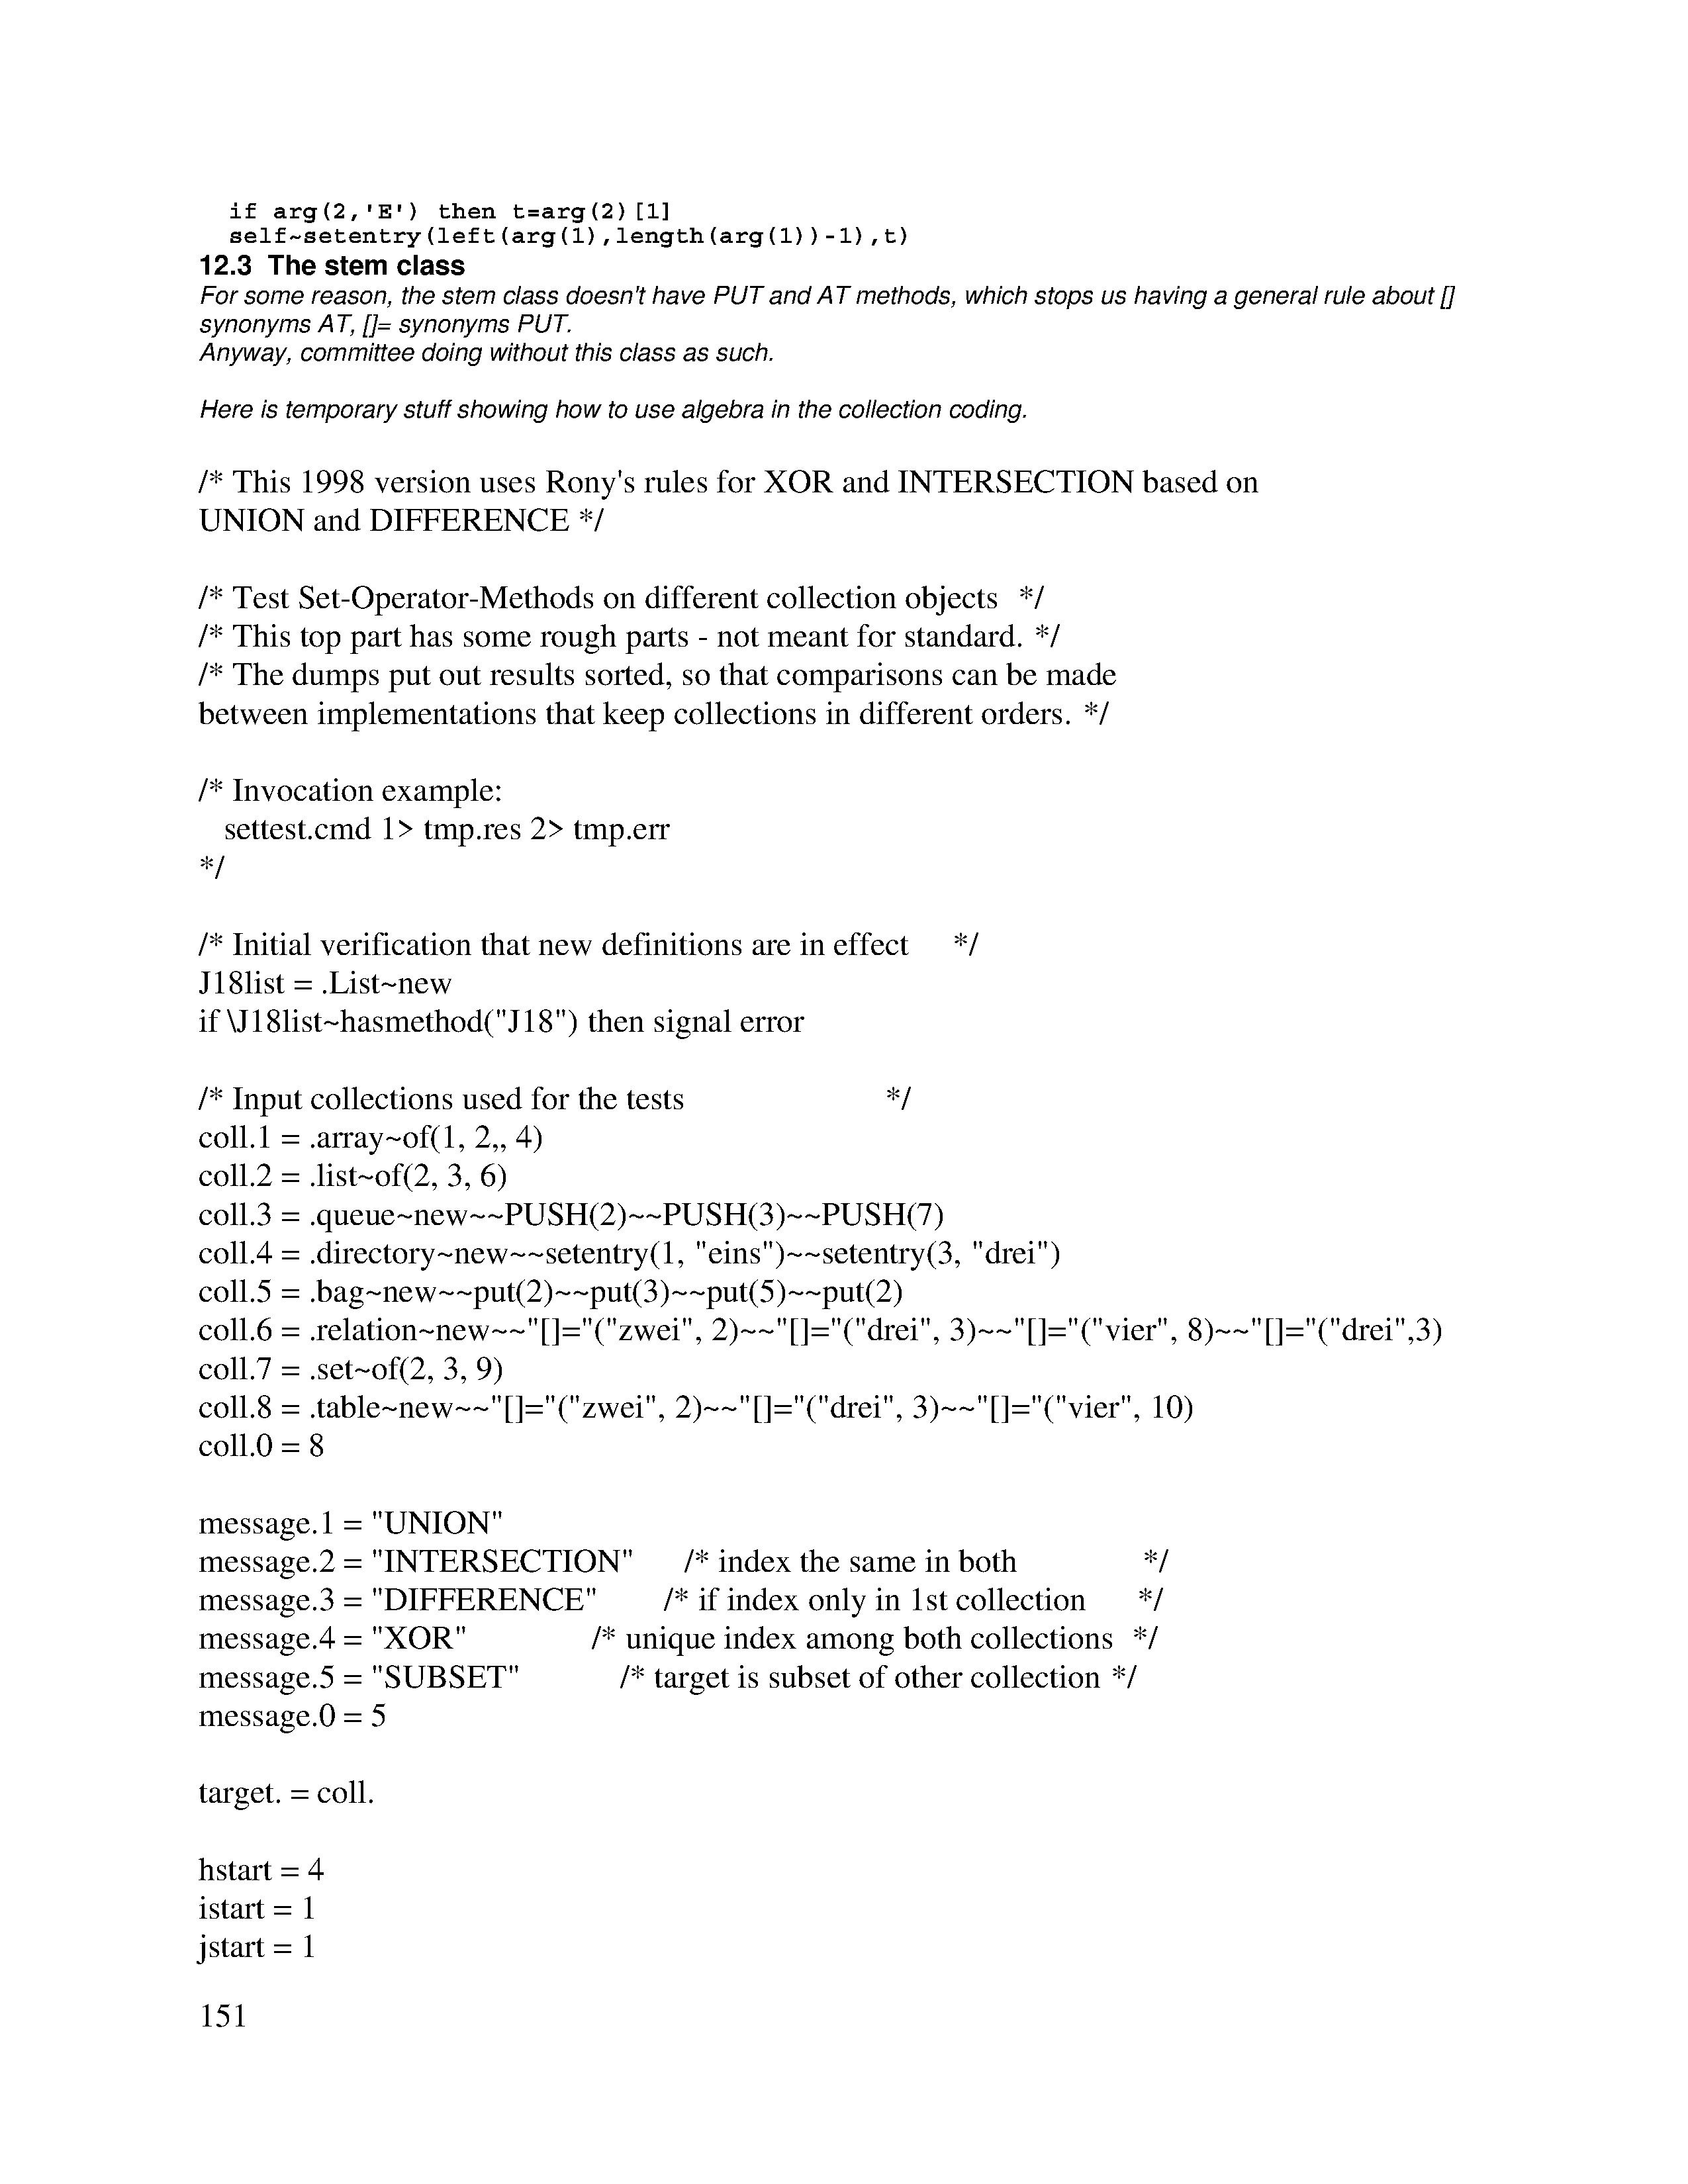 if arg(2,'E') then t=arg(2)[1]
self~setentry(left(arg(1),length(arg(1))-1),t)
12.3 The stem class
For some reason, the stem class doesn't have PUT and AT methods, which stops us having a general rule about []
synonyms AT, []= synonyms PUT.
Anyway, committee doing without this class as such.
Here is temporary stuff showing how to use algebra in the collection coding.
/* This 1998 version uses Rony's rules for XOR and INTERSECTION based on
UNION and DIFFERENCE */
/* Test Set-Operator-Methods on different collection objects */
/* This top part has some rough parts - not meant for standard. */
/* The dumps put out results sorted, so that comparisons can be made
between implementations that keep collections in different orders. */
/* Invocation example:
settest.cmd 1> tmp.res 2> tmp.err
*/
/* Initial verification that new definitions are in effect */
J18list = .List~new
if \J18list~hasmethod("J18") then signal error
/* Input collections used for the tests */
coll.1 = .array~of(1, 2,, 4)
coll.2 = .list~of(2, 3, 6)
coll.3 = .queue~new~~PUSH(2)~~PUSH(3)~~PUSH(7)
coll.4 = .directory~new~~setentry(1, "eins")~~setentry(3, "drei")
coll.5 = .bag~new~~put(2)~~put(3)~~put(5)~~put(2)
coll.6 = .relation~new~~"[]="("zwei", 2)~~"[]="("drei", 3)~~"[]="("vier", 8)~~"[]="("drei",3)
coll.7 = .set~of(2, 3, 9)
coll.8 = .table~new~~"[]="("zwei", 2)~~"[]="("drei", 3)~~"[]="("vier", 10)
coll.0 = 8
message.1 = "UNION"
message.2 = "INTERSECTION" /* index the same in both */
message.3 = "DIFFERENCE" /* if index only in 1st collection */
message.4 = "XOR" /* unique index among both collections */
message.5 = "SUBSET" /* target is subset of other collection */
message.0 = 5
target. = coll.
hstart = 4
istart = 1
jstart = 1
151